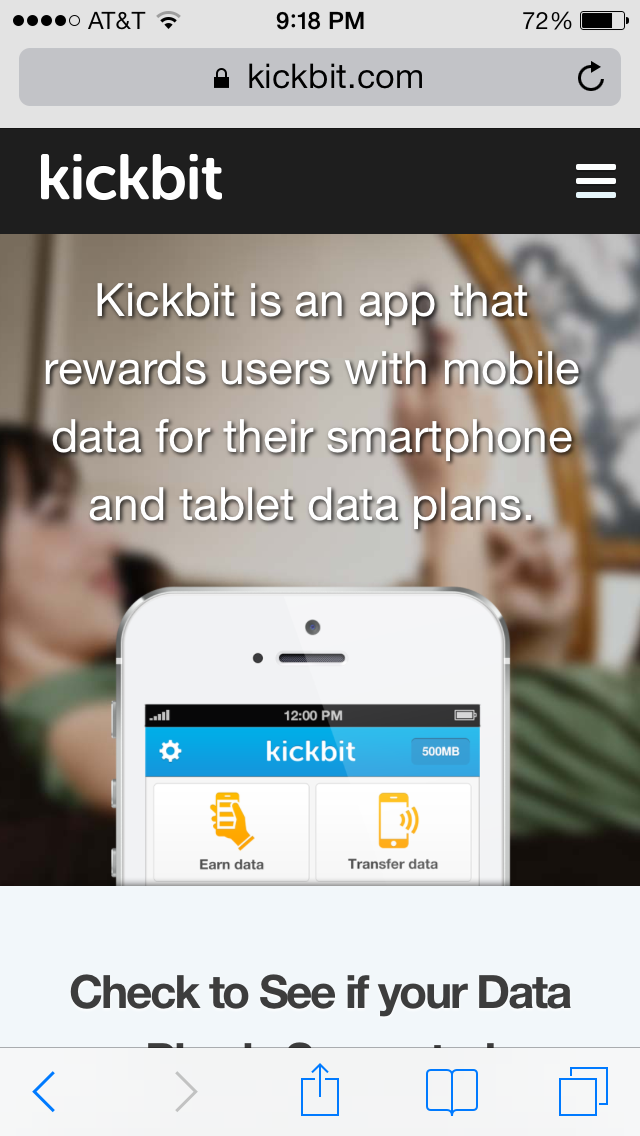 AT&T 9:18 PM 72%
kickbit.com
kickbit
Kickbit is an app that
rewards users with mobile
data for their smartphone
and tablet data plans.
12:00 PM
kickbit 500MB
Earn data Transfer data
Check to See if your Data